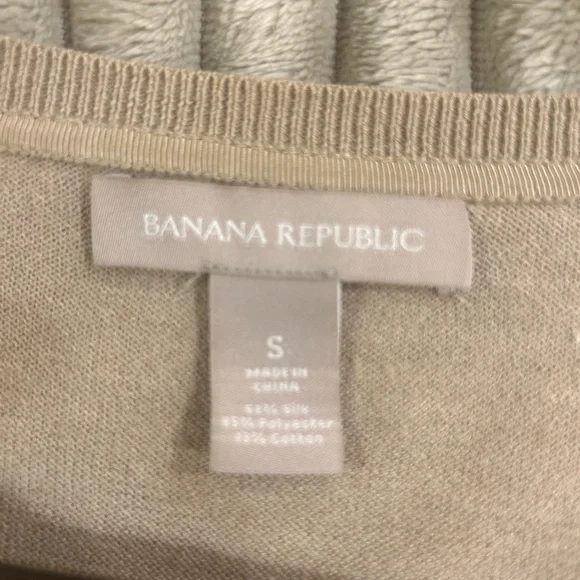 BANANA REPUBLIC
S
MADE IN
CHINA
Silk
Polyester
Cotton